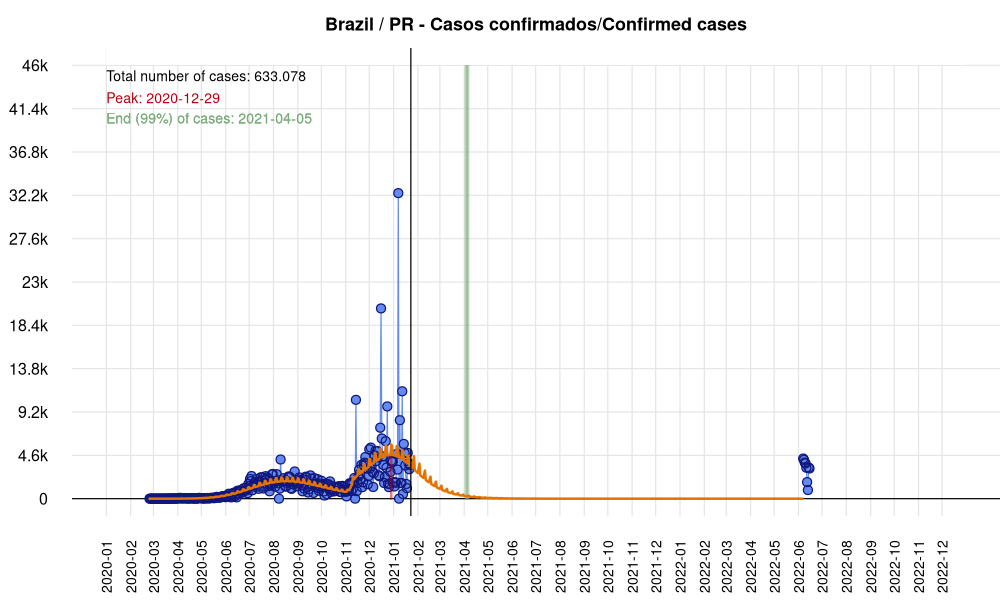 Brazil / PR - Casos confirmados/Confirmed cases
Total number of cases: 633.078
Peak: 2020-12-29
End (99%) of cases: 2021-04-05
46k
41.4k
36.8k
32.2k
27.6k
23k
18.4k
13.8k
9.2k
4.6k
0
2020-01
2020-02
2020-03
2020-04
2020-05
2020-06
2020-07
2020-08
2020-09
2020-10
2020-11
2020-12
2021-01
2021-02
2021-03
2021-04
2021-05
2021-06
2021-07
2021-08
2021-09
2021-10
2021-11
2021-12
2022-01
2022-02
2022-03
2022-04
2022-05
2022-06
2022-07
2022-08
2022-09
2022-10
2022-11
2022-12